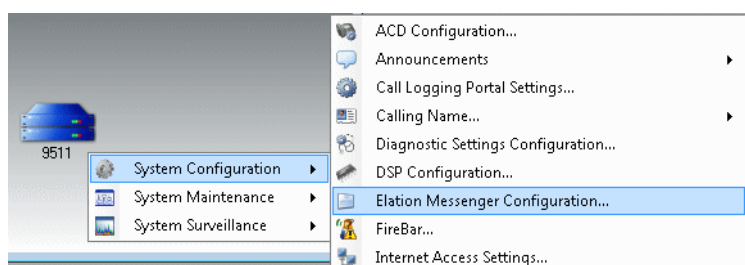 9511
System Configuration
System Maintenance
System Surveillance
ACD Configuration...
Announcements
Call Logging Portal Settings...
Calling Name...
Diagnostic Settings Configuration...
DSP Configuration...
Elation Messenger Configuration...
FireBar...
Internet Access Settings...